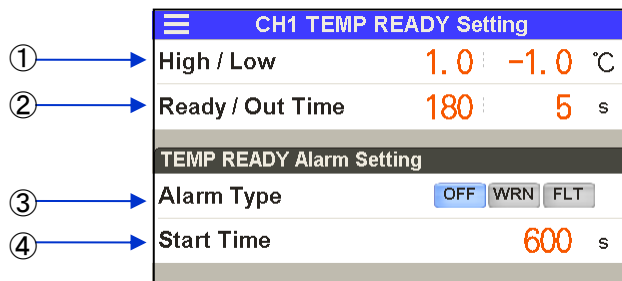 CH1 TEMP READY Setting
① High / Low 1.0 -1.0 ℃
② Ready / Out Time 180 5 s
TEMP READY Alarm Setting
③ Alarm Type OFF WRN FLT
④ Start Time 600 s